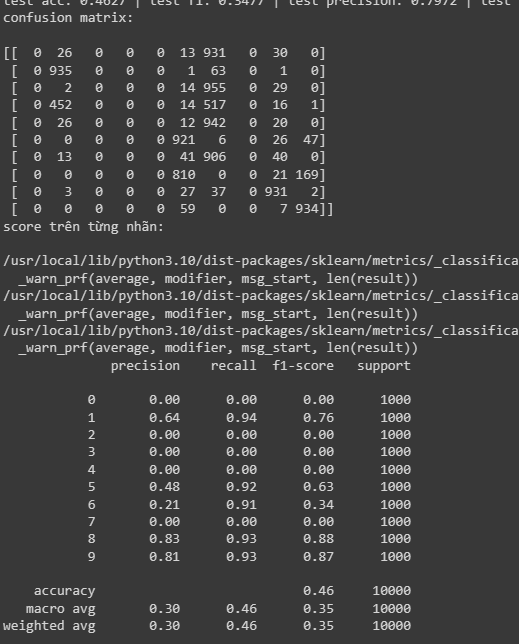 test acc: 0.4627 | test f1: 0.3477 | test precision: 0.7972 | test
confusion matrix:
[[  0  26   0   0   0  13 931   0  30   0]
 [  0 935   0   0   0   1  63   0   1   0]
 [  0   2   0   0   0  14 955   0  29   0]
 [  0 452   0   0   0  14 517   0  16   1]
 [  0  26   0   0   0  12 942   0  20   0]
 [  0   0   0   0   0 921   6   0  26  47]
 [  0  13   0   0   0  41 906   0  40   0]
 [  0   0   0   0   0 810   0   0  21 169]
 [  0   3   0   0   0  27  37   0 931   2]
 [  0   0   0   0   0  59   0   0   7 934]]
score trên từng nhãn:
/usr/local/lib/python3.10/dist-packages/sklearn/metrics/_classifica
  _warn_prf(average, modifier, msg_start, len(result))
/usr/local/lib/python3.10/dist-packages/sklearn/metrics/_classifica
  _warn_prf(average, modifier, msg_start, len(result))
/usr/local/lib/python3.10/dist-packages/sklearn/metrics/_classifica
  _warn_prf(average, modifier, msg_start, len(result))
              precision    recall  f1-score   support
           0       0.00      0.00      0.00      1000
           1       0.64      0.94      0.76      1000
           2       0.00      0.00      0.00      1000
           3       0.00      0.00      0.00      1000
           4       0.00      0.00      0.00      1000
           5       0.48      0.92      0.63      1000
           6       0.21      0.91      0.34      1000
           7       0.00      0.00      0.00      1000
           8       0.83      0.93      0.88      1000
           9       0.81      0.93      0.87      1000
    accuracy                           0.46     10000
   macro avg       0.30      0.46      0.35     10000
weighted avg       0.30      0.46      0.35     10000